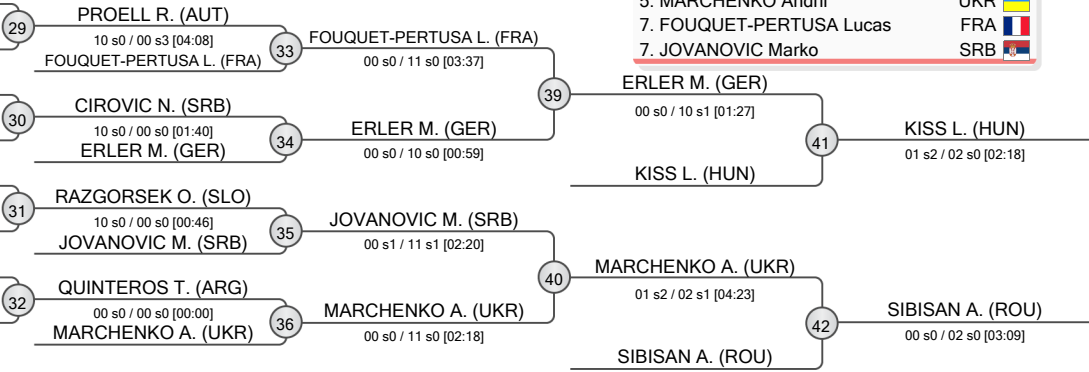 5. MARCHENKO Andrii UKR
7. FOUQUET-PERTUSA Lucas FRA
7. JOVANOVIC Marko SRB
29
PROELL R. (AUT)
10 s0 / 00 s3 [04:08]
FOUQUET-PERTUSA L. (FRA)
33
FOUQUET-PERTUSA L. (FRA)
00 s0 / 11 s0 [03:37]
30
CIROVIC N. (SRB)
10 s0 / 00 s0 [01:40]
ERLER M. (GER)
34
ERLER M. (GER)
00 s0 / 10 s0 [00:59]
39
ERLER M. (GER)
00 s0 / 10 s1 [01:27]
KISS L. (HUN)
41
KISS L. (HUN)
01 s2 / 02 s0 [02:18]
31
RAZGORSEK O. (SLO)
10 s0 / 00 s0 [00:46]
JOVANOVIC M. (SRB)
35
JOVANOVIC M. (SRB)
00 s1 / 11 s1 [02:20]
32
QUINTEROS T. (ARG)
00 s0 / 00 s0 [00:00]
MARCHENKO A. (UKR)
36
MARCHENKO A. (UKR)
00 s0 / 11 s0 [02:18]
40
MARCHENKO A. (UKR)
01 s2 / 02 s1 [04:23]
SIBISAN A. (ROU)
42
SIBISAN A. (ROU)
00 s0 / 02 s0 [03:09]